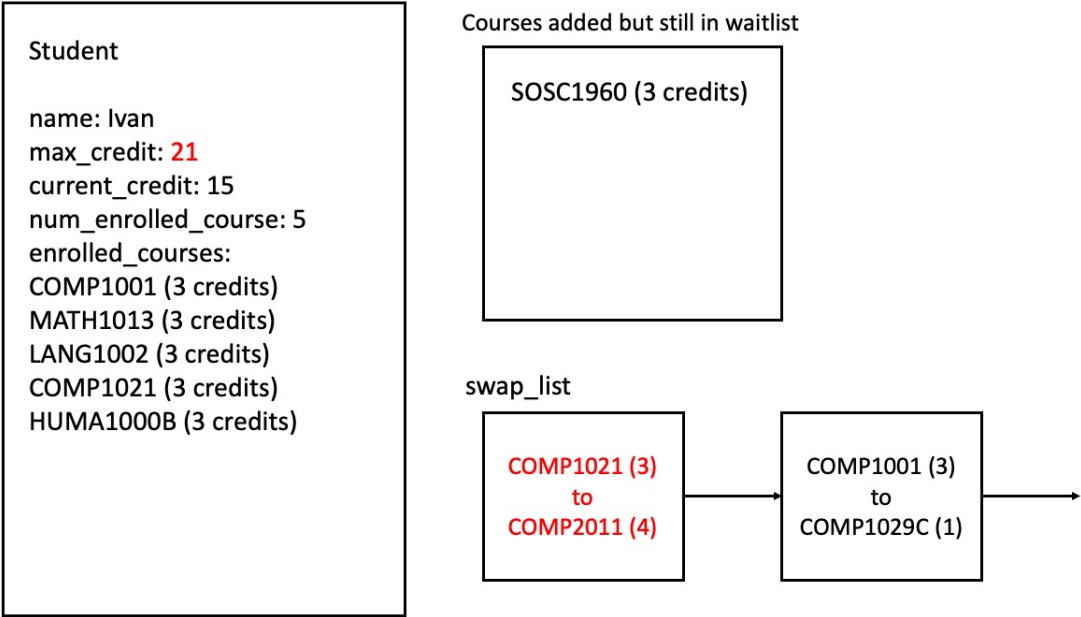 Student
name: Ivan
max_credit: 21
current_credit: 15
num_enrolled_course: 5
enrolled_courses:
COMP1001 (3 credits)
MATH1013 (3 credits)
LANG1002 (3 credits)
COMP1021 (3 credits)
HUMA1000B (3 credits)
Courses added but still in waitlist
SOSC1960 (3 credits)
swap_list
COMP1021 (3)
to
COMP2011 (4)
COMP1001 (3)
to
COMP1029C (1)